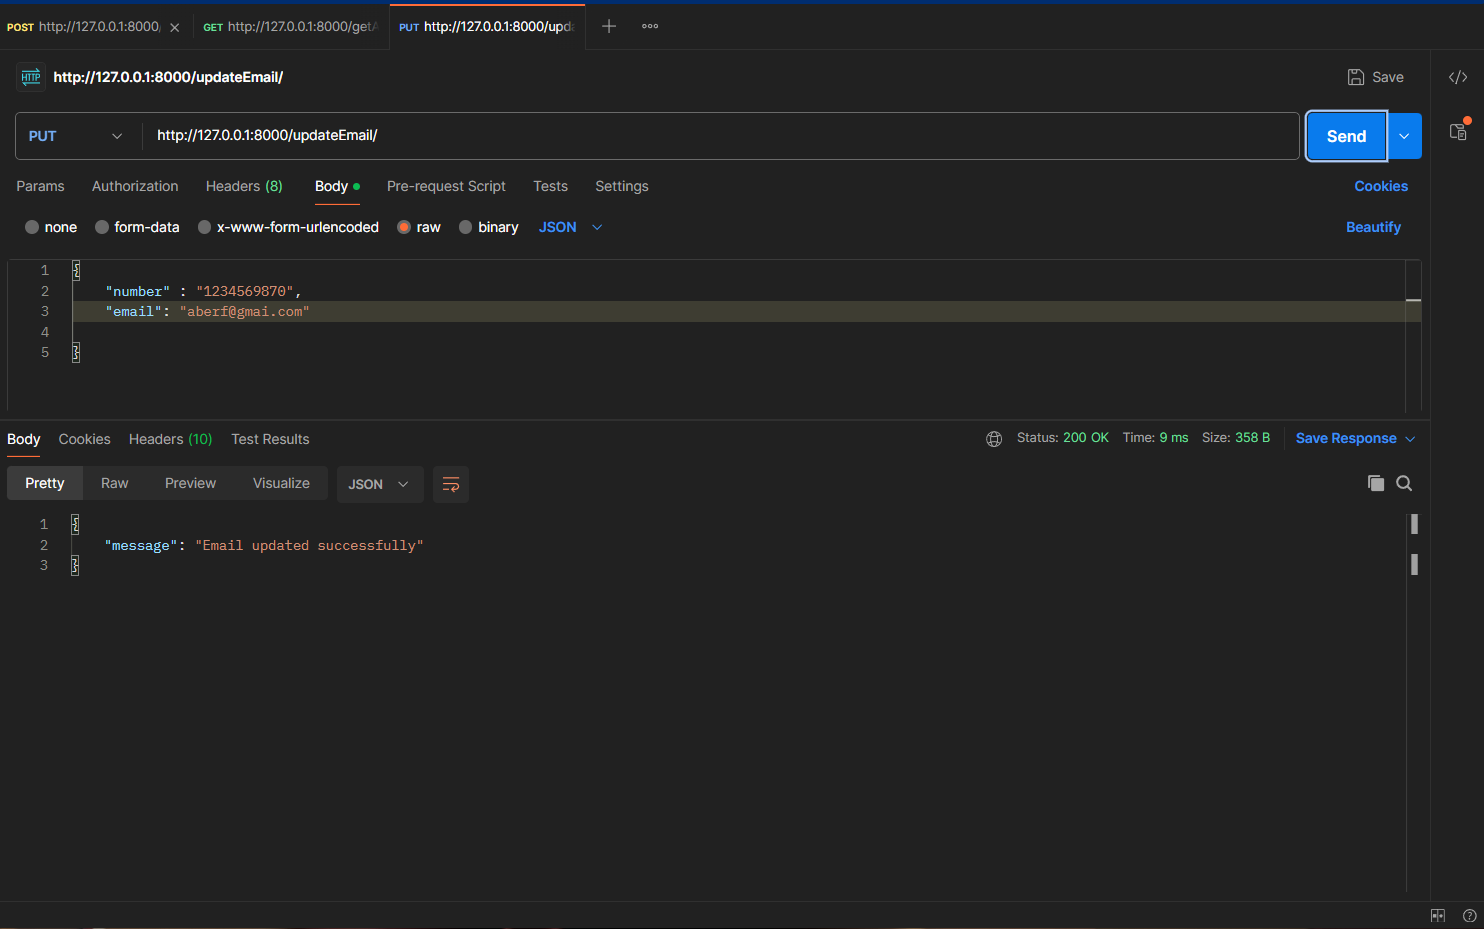 POST http://127.0.0.1:8000/ GET http://127.0.0.1:8000/getA PUT http://127.0.0.1:8000/upda
HTTP http://127.0.0.1:8000/updateEmail/ Save
PUT http://127.0.0.1:8000/updateEmail/ Send
Params Authorization Headers (8) Body Pre-request Script Tests Settings Cookies
none form-data x-www-form-urlencoded raw binary JSON Beautify
1 {
2 "number" : "1234569870",
3 "email": "aberf@gmai.com"
4
5 }
Body Cookies Headers (10) Test Results Status: 200 OK Time: 9 ms Size: 358 B Save Response
Pretty Raw Preview Visualize JSON
1 {
2 "message": "Email updated successfully"
3 }